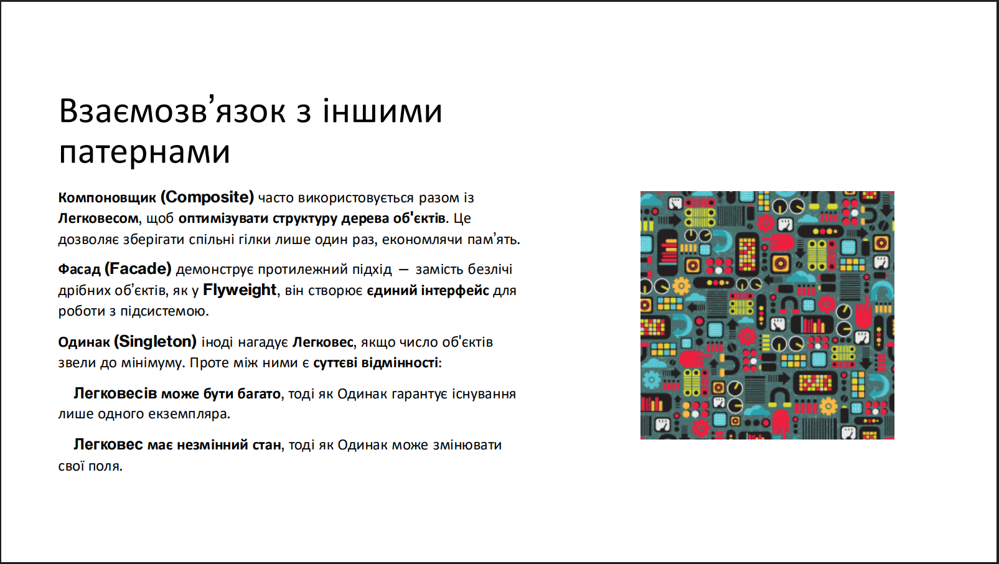 Взаємозв’язок з іншими
патернами
Компоновщик (Composite) часто використовується разом із
Легковесом, щоб оптимізувати структуру дерева об'єктів. Це
дозволяє зберігати спільні гілки лише один раз, економлячи пам’ять.
Фасад (Facade) демонструє протилежний підхід — замість безлічі
дрібних об’єктів, як у Flyweight, він створює єдиний інтерфейс для
роботи з підсистемою.
Одинак (Singleton) іноді нагадує Легковес, якщо число об'єктів
звели до мінімуму. Проте між ними є суттєві відмінності:
Легковесів може бути багато, тоді як Одинак гарантує існування
лише одного екземпляра.
Легковес має незмінний стан, тоді як Одинак може змінювати
свої поля.